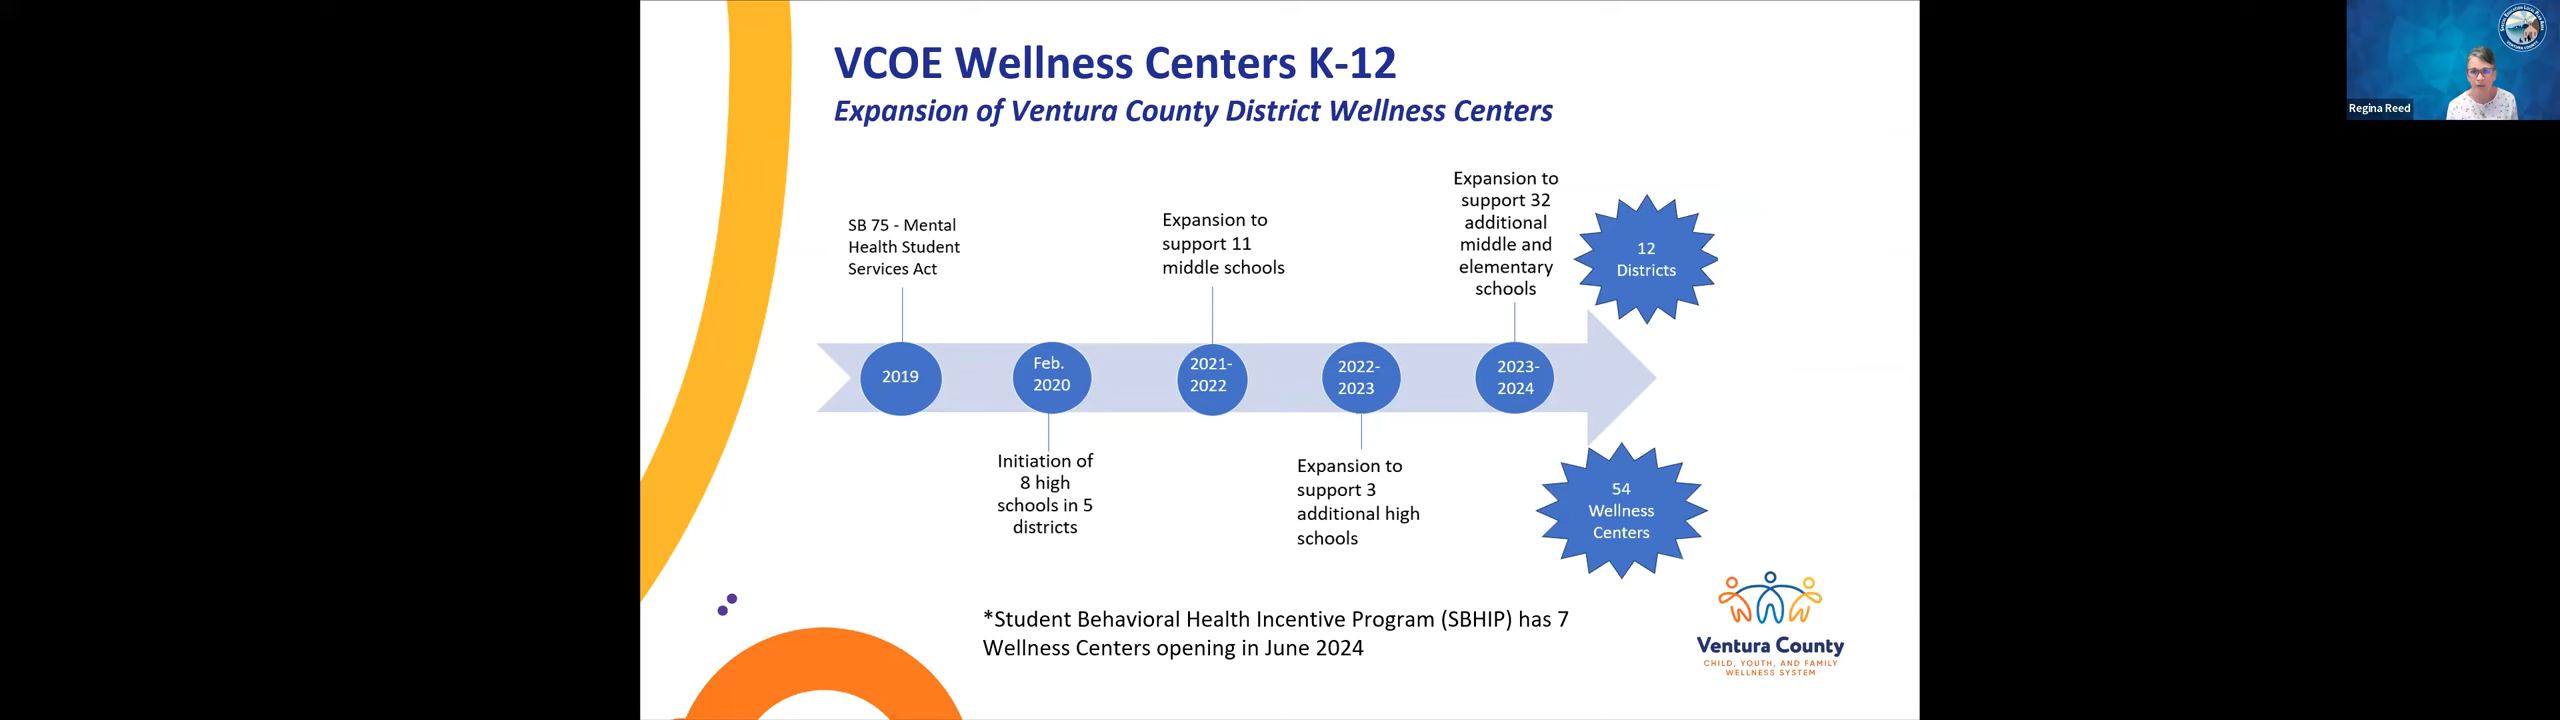 VCOE Wellness Centers K-12
Expansion of Ventura County District Wellness Centers
SB 75 - Mental
Health Student
Services Act
Expansion to
support 11
middle schools
Expansion to
support 32
additional
middle and
elementary
schools
12
Districts
2019
Feb.
2020
2021-
2022
2022-
2023
2023-
2024
Initiation of
8 high
schools in 5
districts
Expansion to
support 3
additional high
schools
54
Wellness
Centers
*Student Behavioral Health Incentive Program (SBHIP) has 7
Wellness Centers opening in June 2024
Ventura County
CHILD, YOUTH, AND FAMILY
WELLNESS SYSTEM
Regina Reed